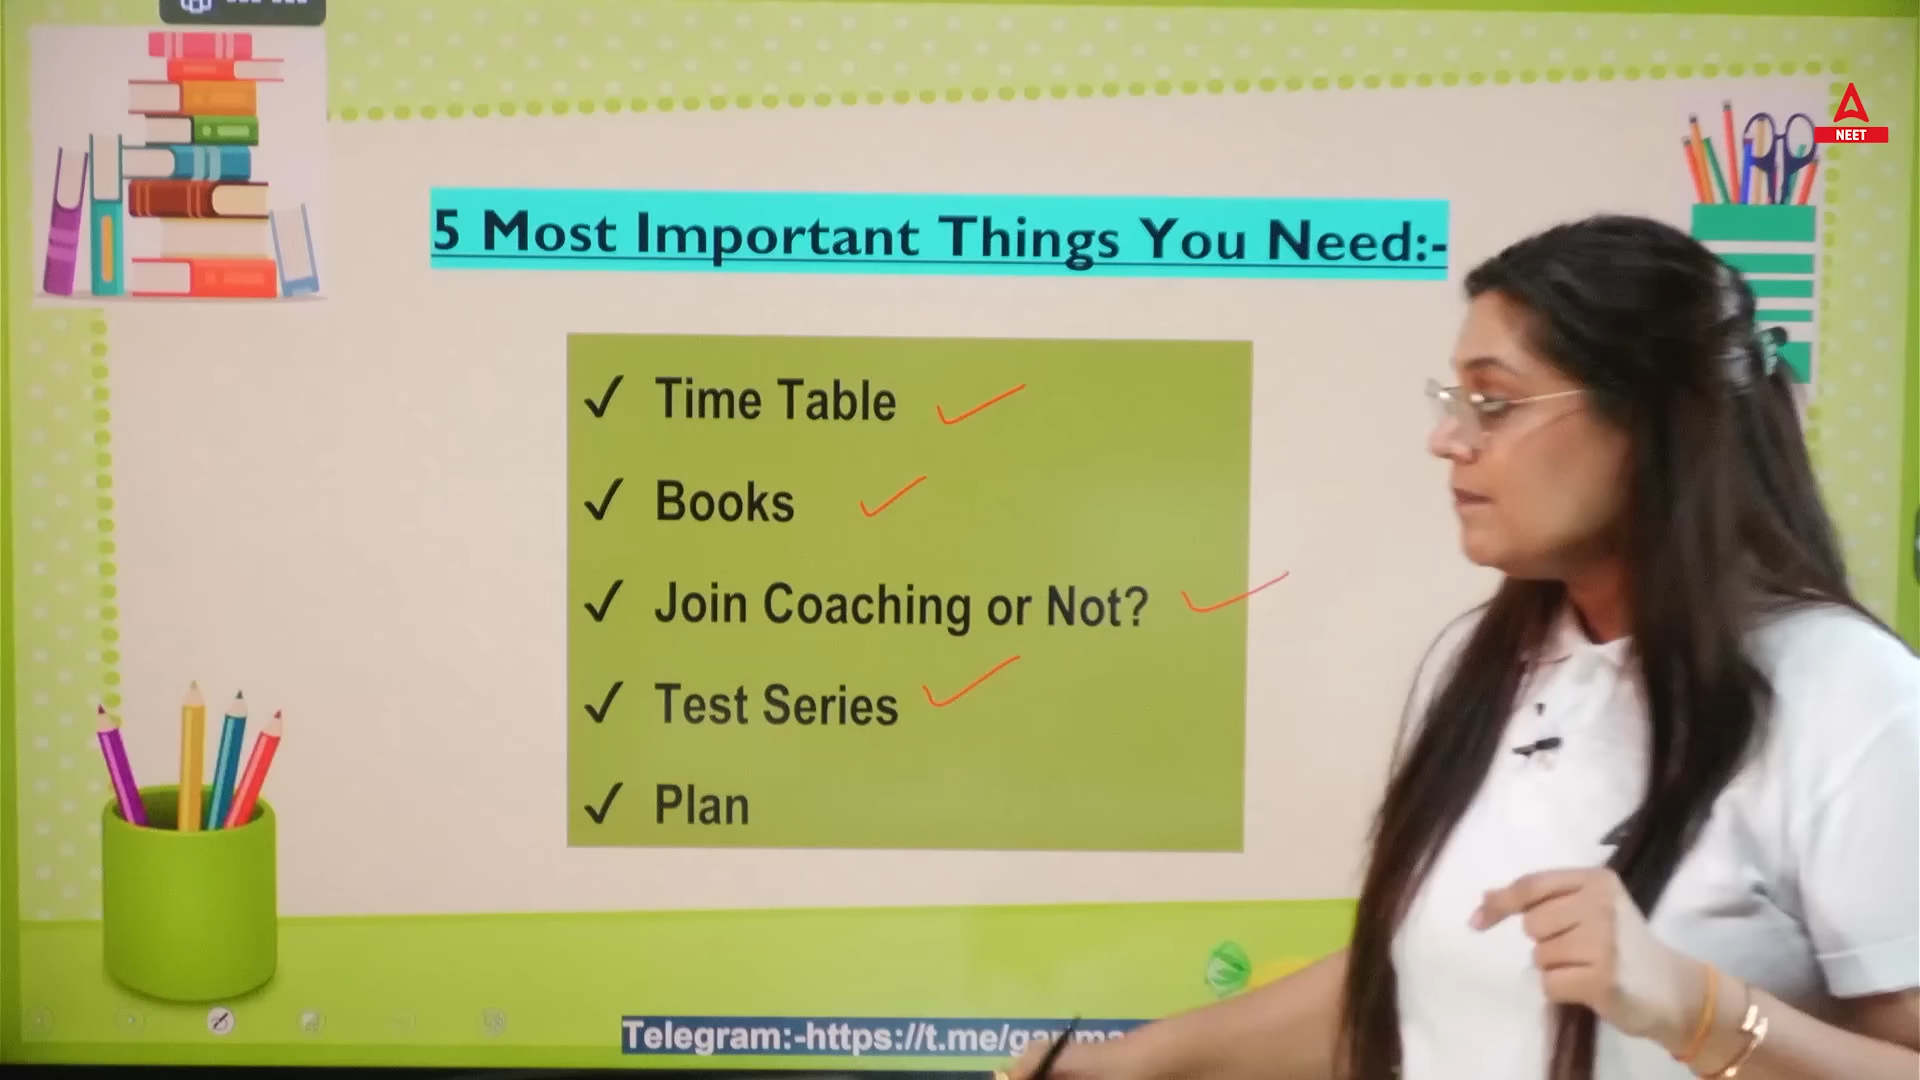 NEET
5 Most Important Things You Need:-
✓ Time Table
✓ Books
✓ Join Coaching or Not?
✓ Test Series
✓ Plan
Telegram:-https://t.me/